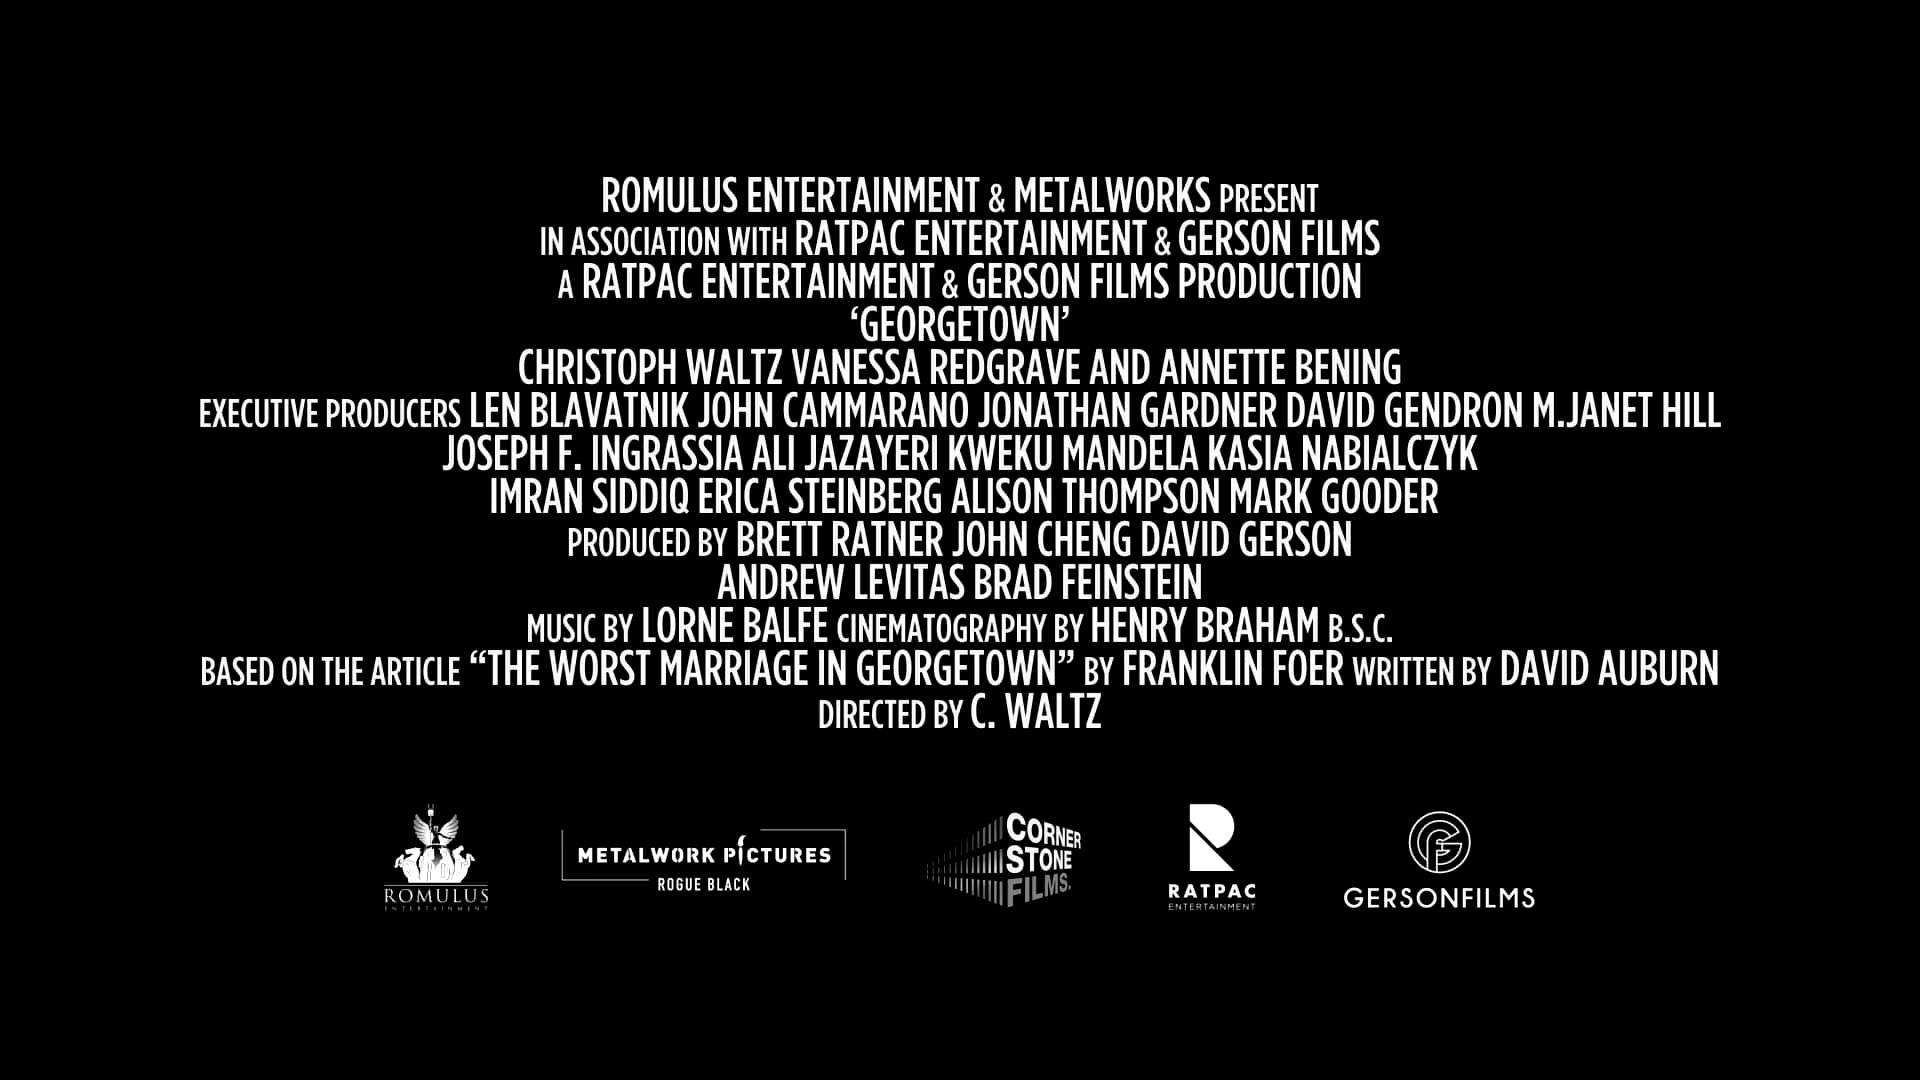 ROMULUS ENTERTAINMENT & METALWORKS PRESENT
IN ASSOCIATION WITH RATPAC ENTERTAINMENT & GERSON FILMS
A RATPAC ENTERTAINMENT & GERSON FILMS PRODUCTION
‘GEORGETOWN’
CHRISTOPH WALTZ VANESSA REDGRAVE AND ANNETTE BENING
EXECUTIVE PRODUCERS LEN BLAVATNIK JOHN CAMMARANO JONATHAN GARDNER DAVID GENDRON M.JANET HILL
JOSEPH F. INGRASSIA ALI JAZAYERI KWEKU MANDELA KASIA NABIALCZYK
IMRAN SIDDIQ ERICA STEINBERG ALISON THOMPSON MARK GOODER
PRODUCED BY BRETT RATNER JOHN CHENG DAVID GERSON
ANDREW LEVITAS BRAD FEINSTEIN
MUSIC BY LORNE BALFE CINEMATOGRAPHY BY HENRY BRAHAM B.S.C.
BASED ON THE ARTICLE “THE WORST MARRIAGE IN GEORGETOWN” BY FRANKLIN FOER WRITTEN BY DAVID AUBURN
DIRECTED BY C. WALTZ
ROMULUS
ENTERTAINMENT
METALWORK PICTURES
ROGUE BLACK
CORNER
STONE
FILMS.
RATPAC
ENTERTAINMENT
GERSONFILMS